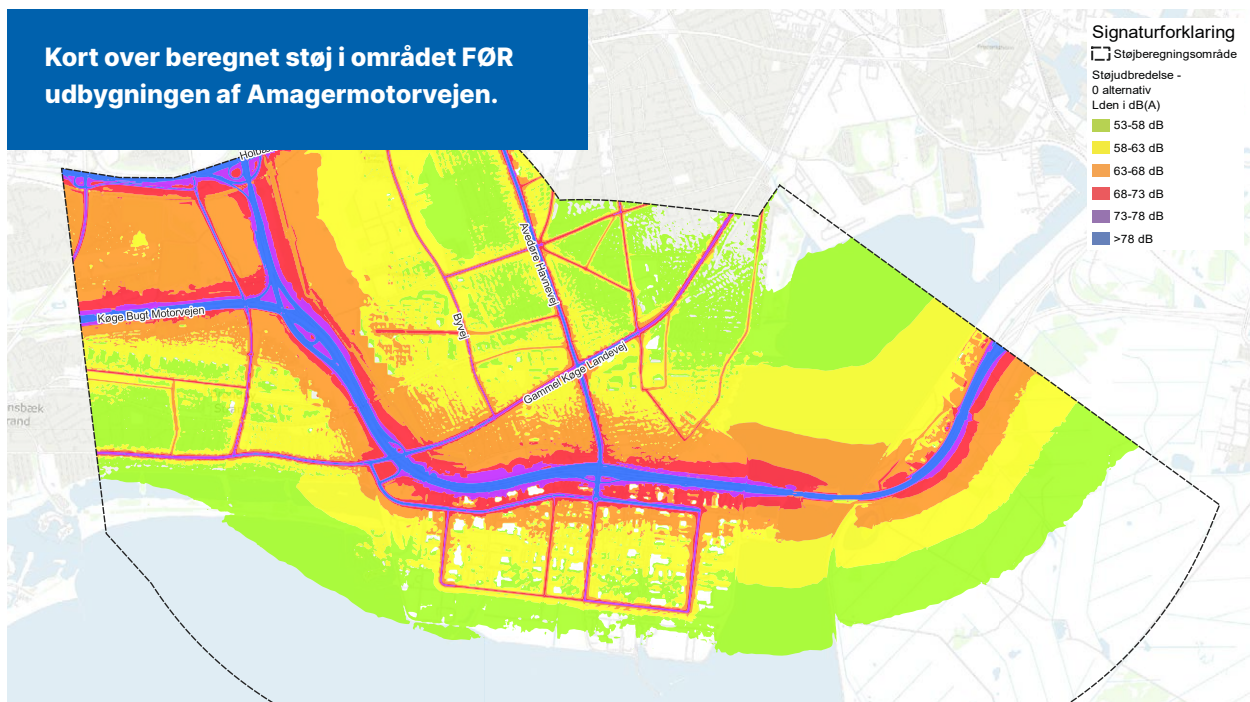 Kort over beregnet støj i området FØR
udbygningen af Amagermotorvejen.
Signaturforklaring
Støjberegningsområde
Støjudbredelse -
0 alternativ
Lden i dB(A)
53-58 dB
58-63 dB
63-68 dB
68-73 dB
73-78 dB
>78 dB
Avedøre Havnevej
Køge Bugt Motorvejen
Byvej
Gammel Køge Landevej
nsbæk
rand